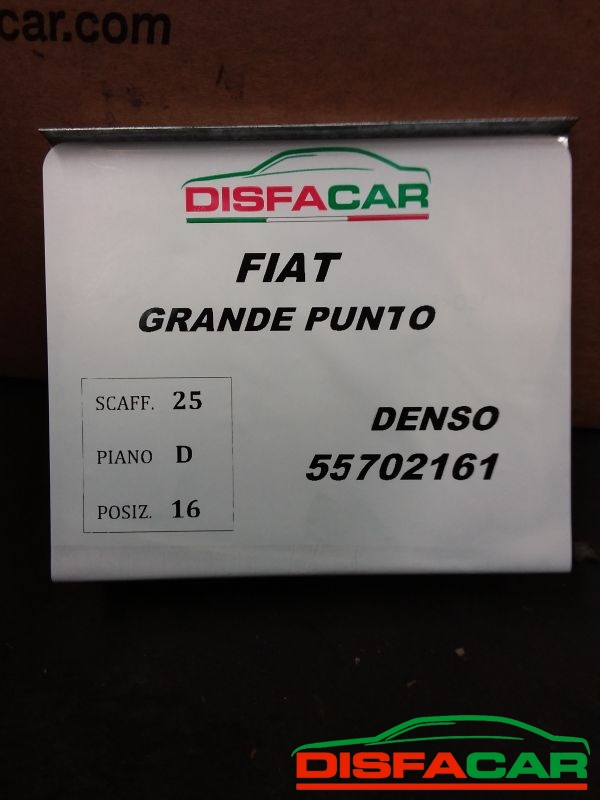 car.com
DISFACAR
FIAT
GRANDE PUNTO
SCAFF. 25
PIANO D
POSIZ. 16
DENSO
55702161
DISFACAR